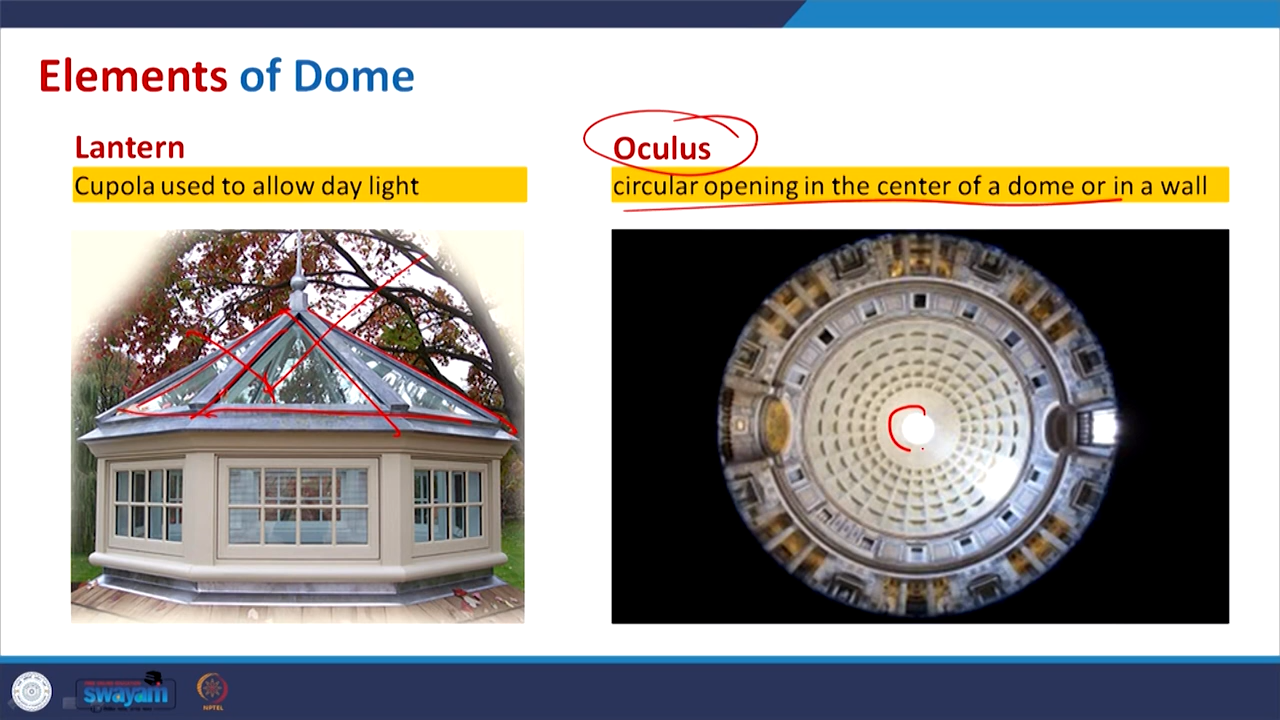 Elements of Dome
Lantern
Cupola used to allow day light
Oculus
circular opening in the center of a dome or in a wall
swayam
NPTEL